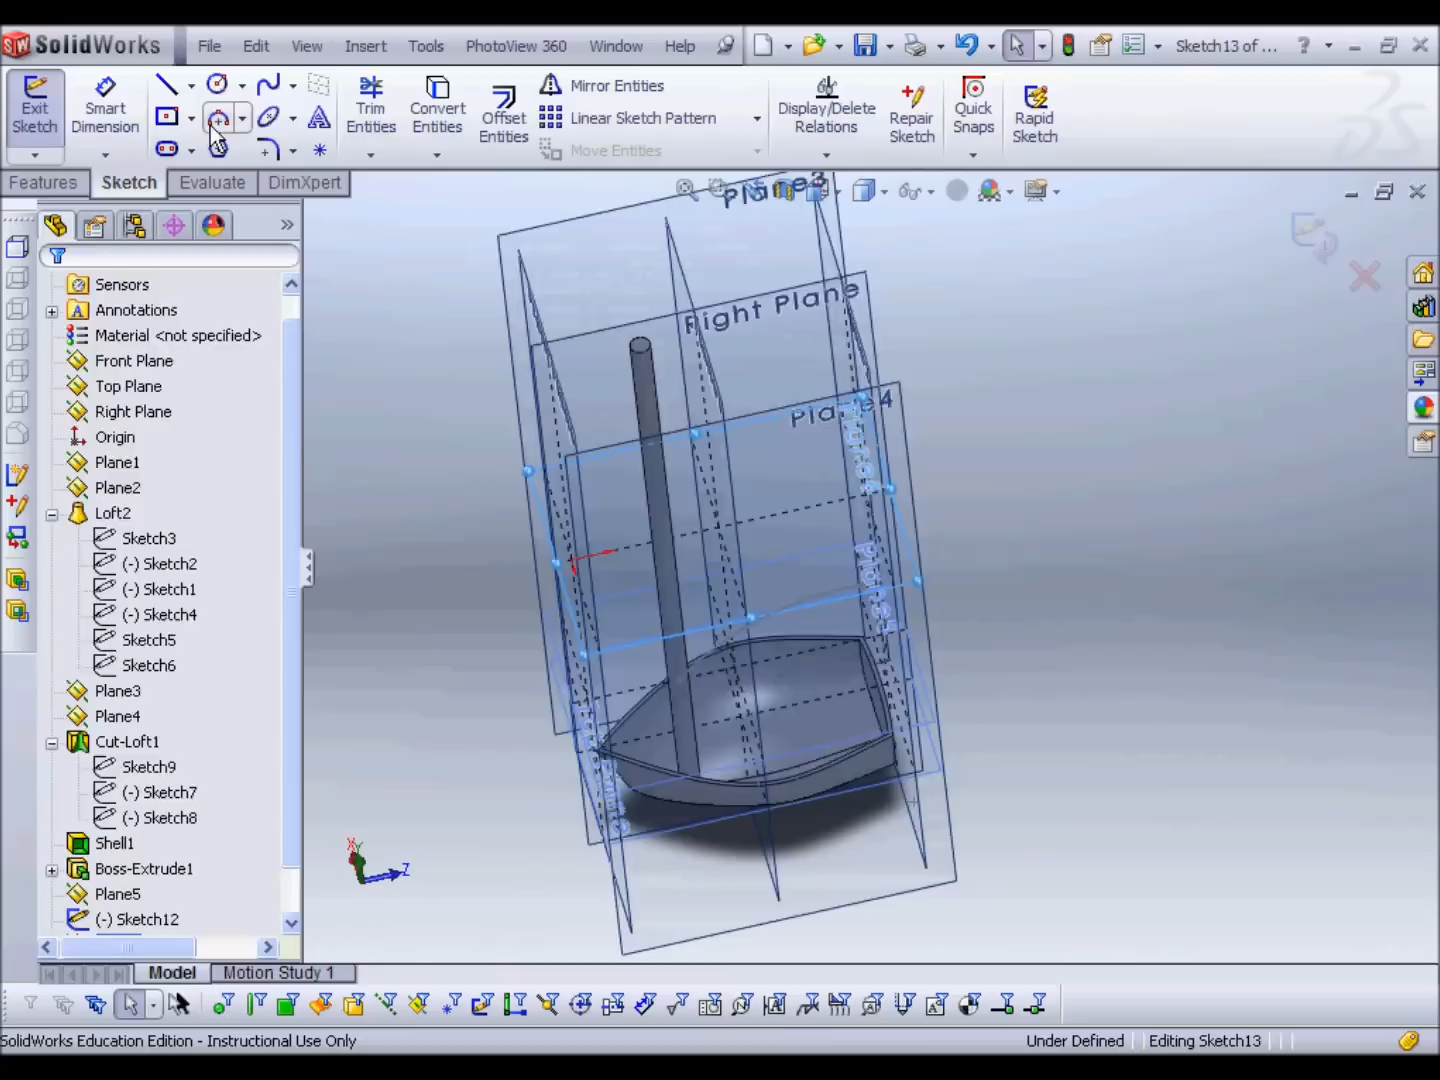 SolidWorks File Edit View Insert Tools PhotoView 360 Window Help Sketch13 of ... ?
Exit Sketch
Smart Dimension
Trim Entities
Convert Entities
Offset Entities
Mirror Entities
Linear Sketch Pattern
Move Entities
Display/Delete Relations
Repair Sketch
Quick Snaps
Rapid Sketch
Features Sketch Evaluate DimXpert
Sensors
Annotations
Material <not specified>
Front Plane
Top Plane
Right Plane
Origin
Plane1
Plane2
Loft2
Sketch3
(-) Sketch2
(-) Sketch1
(-) Sketch4
Sketch5
Sketch6
Plane3
Plane4
Cut-Loft1
Sketch9
(-) Sketch7
(-) Sketch8
Shell1
Boss-Extrude1
Plane5
(-) Sketch12
Plane3
Right Plane
Plane4
X
Y
Z
Model Motion Study 1
SolidWorks Education Edition - Instructional Use Only
Under Defined Editing Sketch13